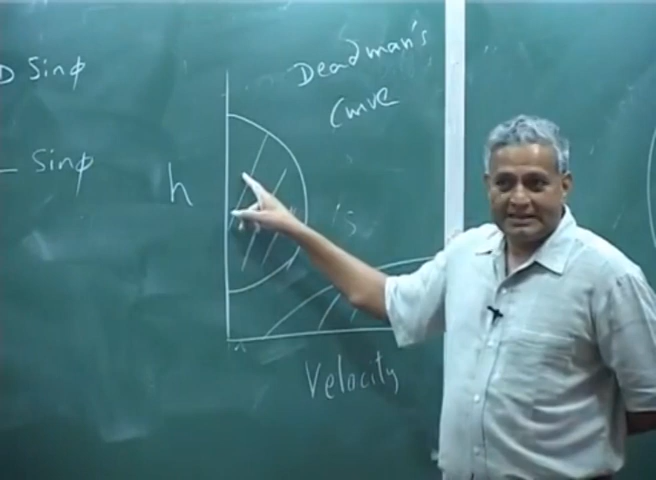 D Sinφ
Deadman's
Curve
Sinφ
h
's
Velocity